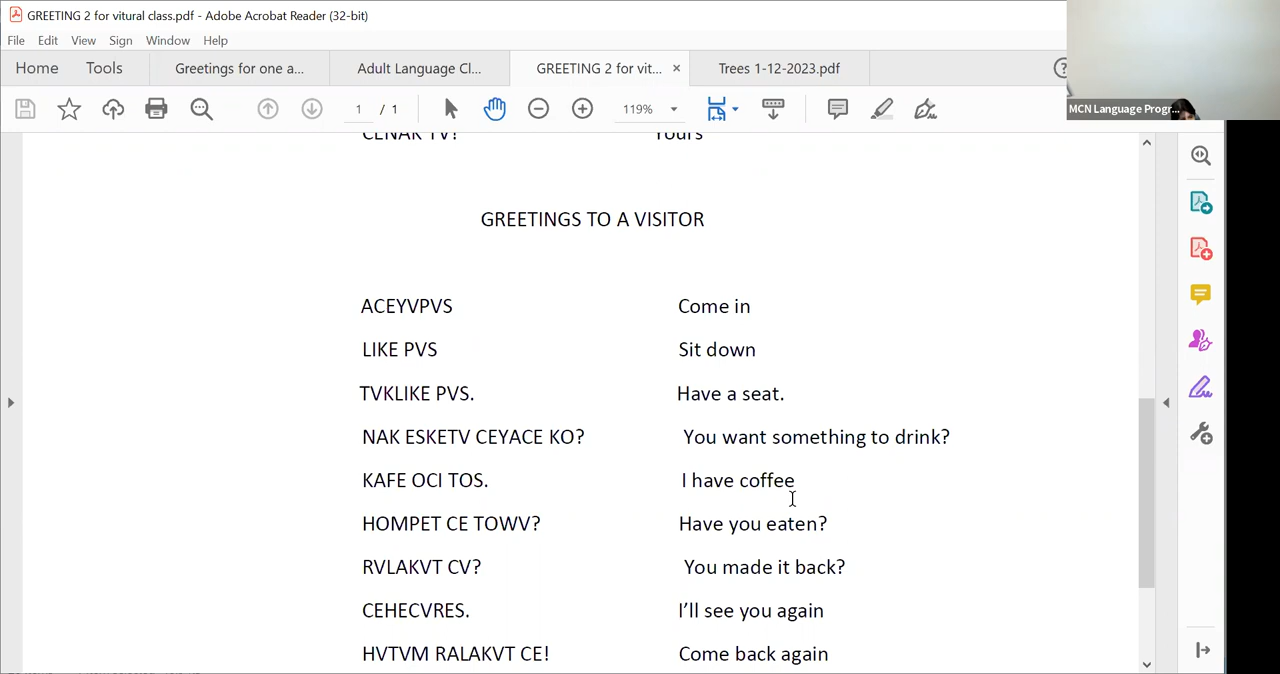 GREETING 2 for vitural class.pdf - Adobe Acrobat Reader (32-bit)
File Edit View Sign Window Help
Home Tools Greetings for one a... Adult Language Cl... GREETING 2 for vit... × Trees 1-12-2023.pdf
1 / 1 119%
MCN Language Progr...
CENAK TV? Yours
GREETINGS TO A VISITOR
ACEYVPVS Come in
LIKE PVS Sit down
TVKLIKE PVS. Have a seat.
NAK ESKETV CEYACE KO? You want something to drink?
KAFE OCI TOS. I have coffee
HOMPET CE TOWV? Have you eaten?
RVLAKVT CV? You made it back?
CEHECVRES. I’ll see you again
HVTVM RALAKVT CE! Come back again